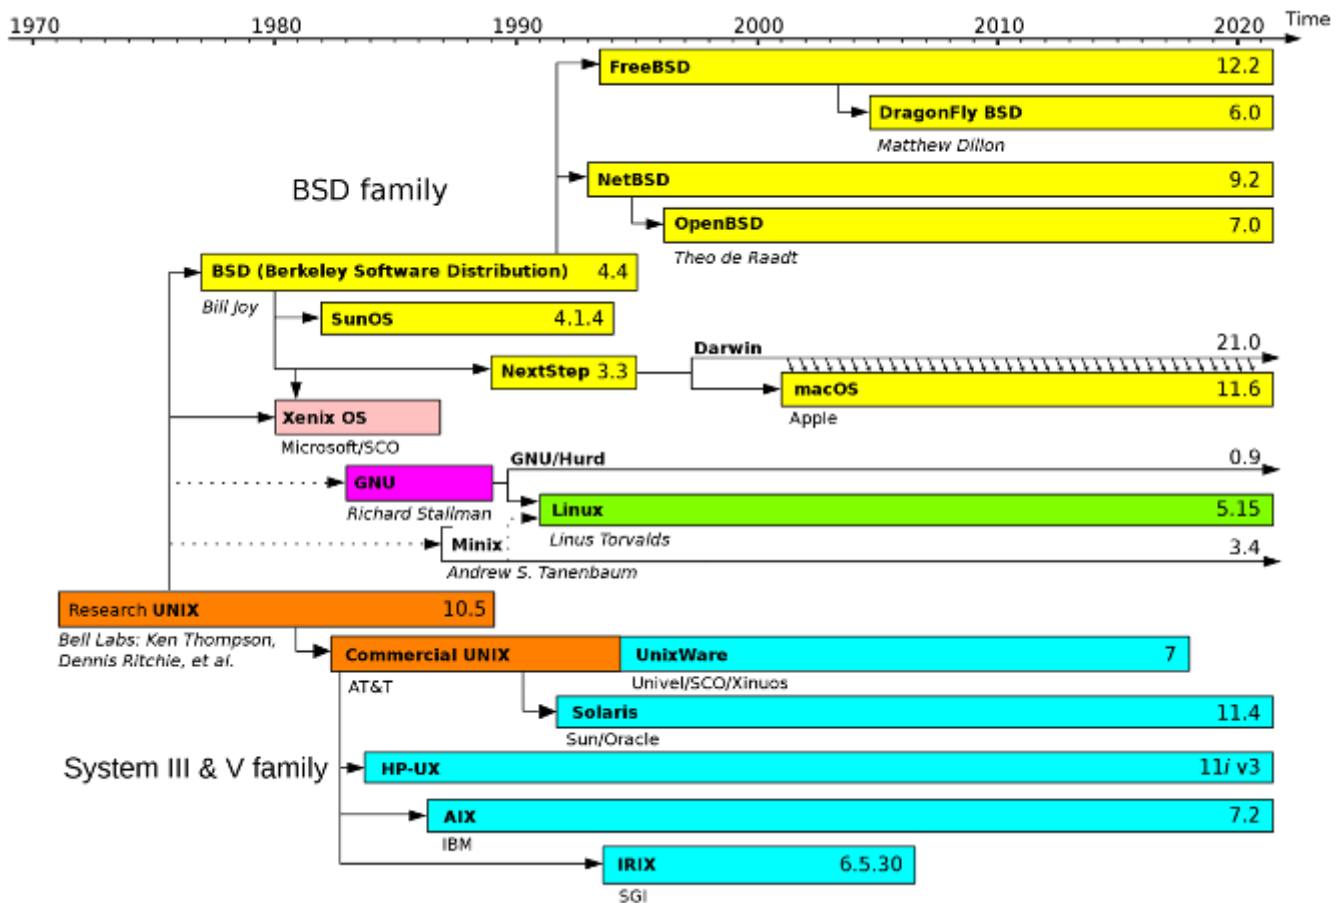 1970 1980 1990 2000 2010 2020 Time
FreeBSD 12.2
DragonFly BSD 6.0
Matthew Dillon
BSD family
NetBSD 9.2
OpenBSD 7.0
Theo de Raadt
BSD (Berkeley Software Distribution) 4.4
Bill Joy
SunOS 4.1.4
Darwin 21.0
NextStep 3.3
macOS 11.6
Apple
Xenix OS
Microsoft/SCO
GNU/Hurd 0.9
GNU
Richard Stallman
Linux 5.15
Linus Torvalds
Minix 3.4
Andrew S. Tanenbaum
Research UNIX 10.5
Bell Labs: Ken Thompson,
Dennis Ritchie, et al.
Commercial UNIX
AT&T
UnixWare 7
Univel/SCO/Xinuos
Solaris 11.4
Sun/Oracle
System III & V family
HP-UX 11i v3
AIX 7.2
IBM
IRIX 6.5.30
SGI